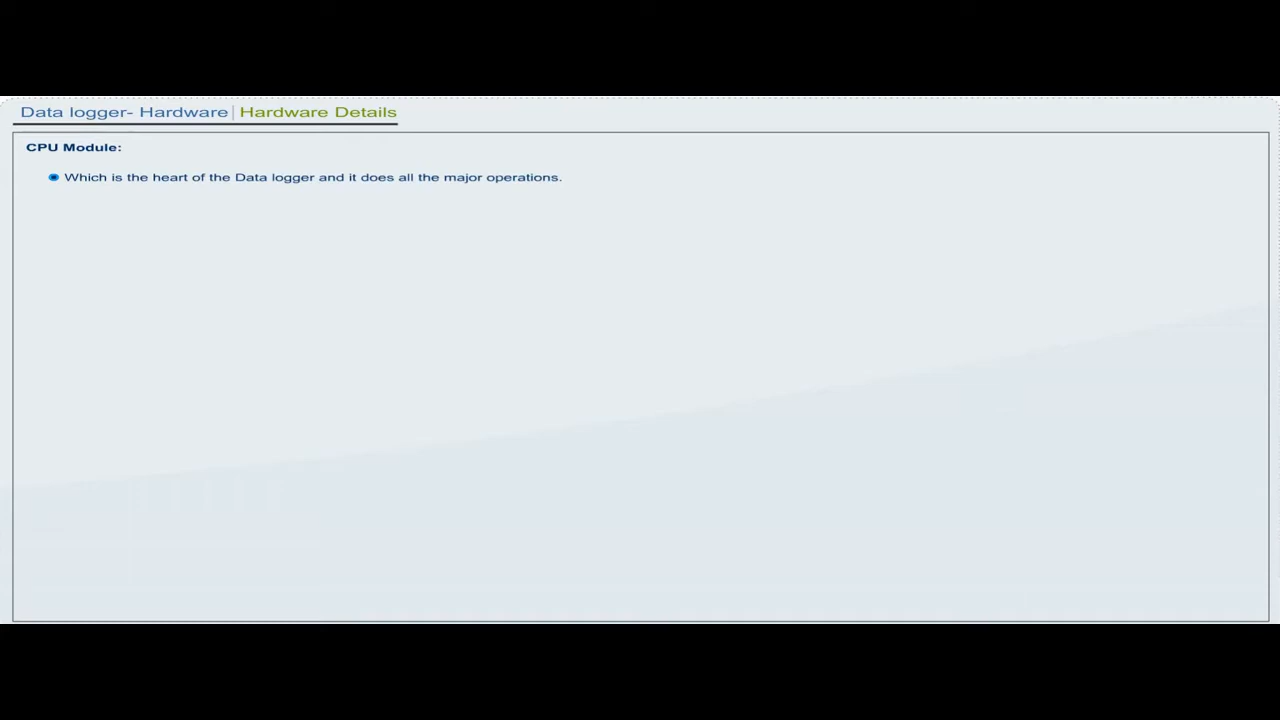 Data logger- Hardware| Hardware Details
CPU Module:
Which is the heart of the Data logger and it does all the major operations.